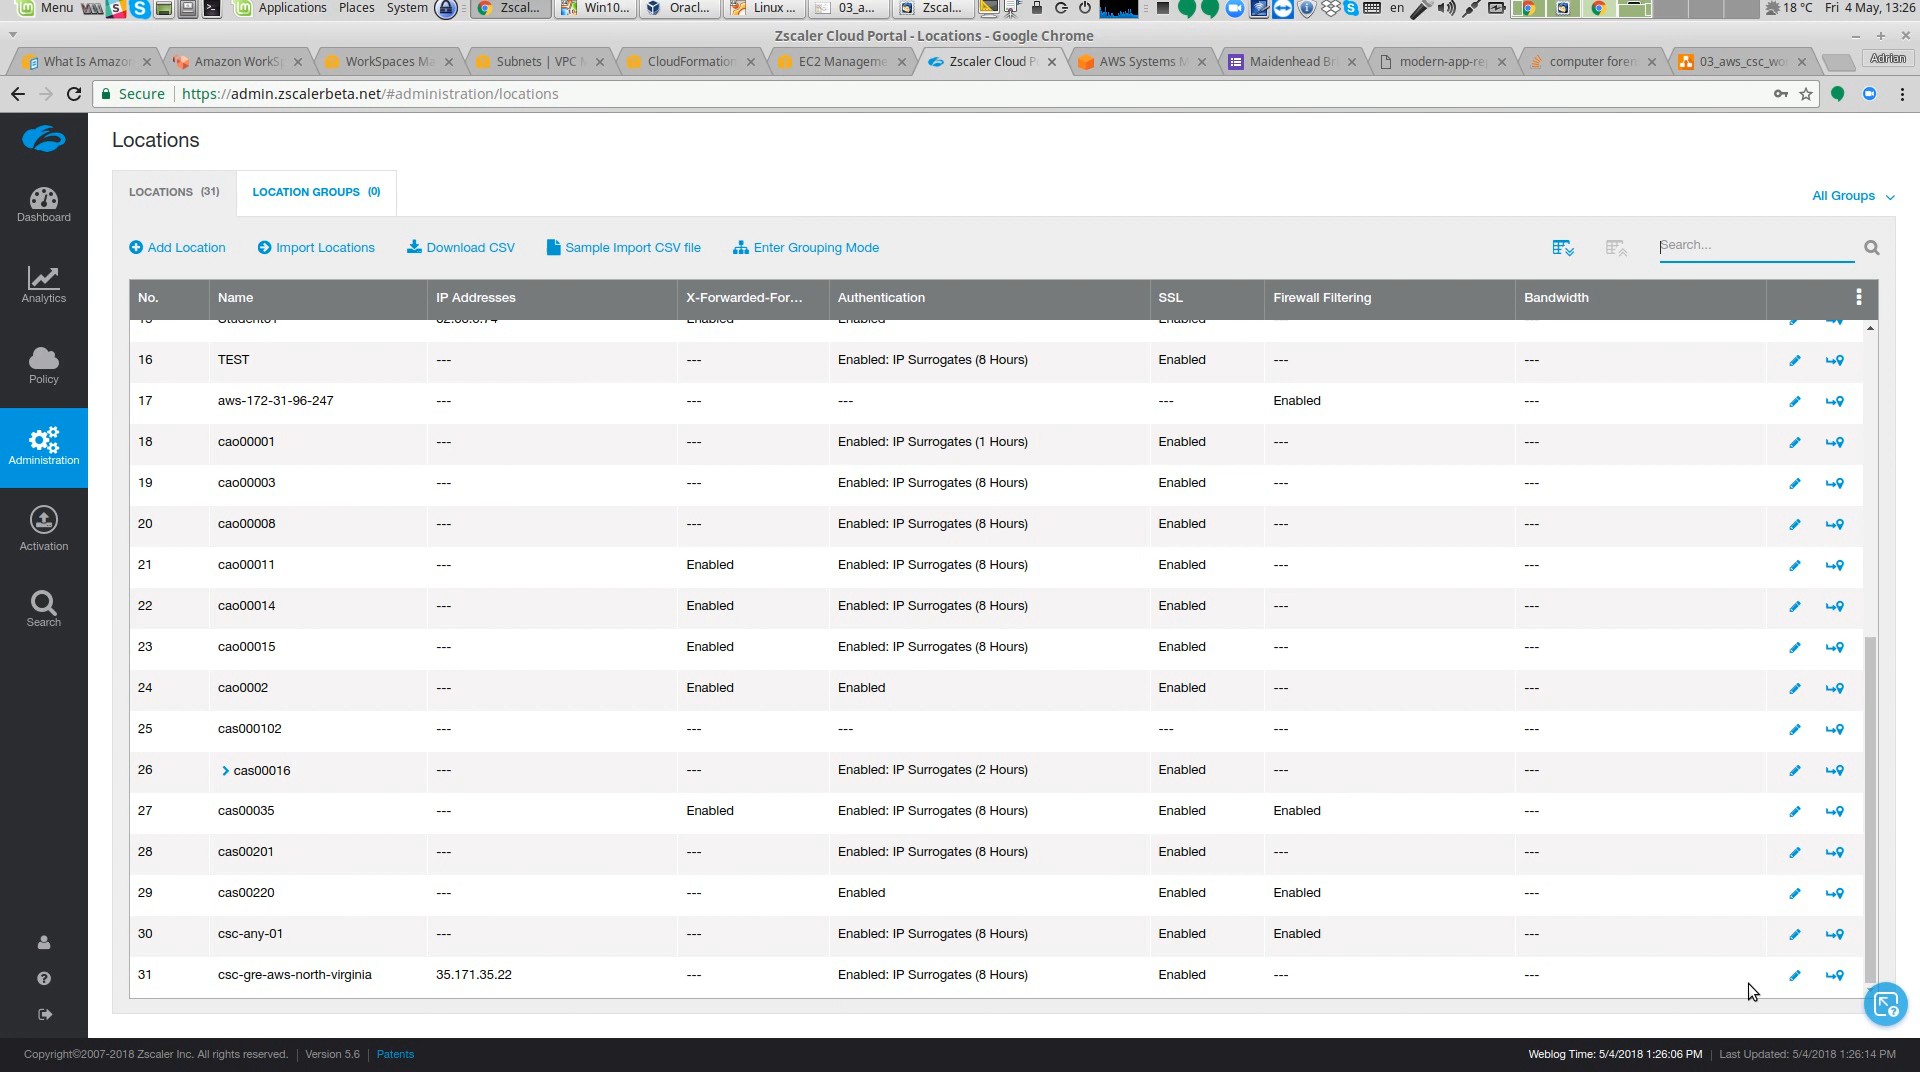 Menu
Applications Places System
Zscal...
Win10...
Oracl...
Linux ...
03_a...
Zscal...
en
18 °C Fri 4 May, 13:26
Zscaler Cloud Portal - Locations - Google Chrome
What Is Amazon
Amazon WorkS
WorkSpaces Ma
Subnets | VPC M
CloudFormation
EC2 Manageme
Zscaler Cloud P
AWS Systems M
Maidenhead Bri
modern-app-re
computer foren
03_aws_csc_wo
Adrian
Secure https://admin.zscalerbeta.net/#administration/locations
Locations
LOCATIONS (31) LOCATION GROUPS (0)
All Groups
Add Location Import Locations Download CSV Sample Import CSV file Enter Grouping Mode
Search...
No. Name IP Addresses X-Forwarded-For... Authentication SSL Firewall Filtering Bandwidth
16 TEST --- --- Enabled: IP Surrogates (8 Hours) Enabled --- ---
17 aws-172-31-96-247 --- --- --- --- Enabled ---
18 cao00001 --- --- Enabled: IP Surrogates (1 Hours) Enabled --- ---
19 cao00003 --- --- Enabled: IP Surrogates (8 Hours) Enabled --- ---
20 cao00008 --- --- Enabled: IP Surrogates (8 Hours) Enabled --- ---
21 cao00011 --- Enabled Enabled: IP Surrogates (8 Hours) Enabled --- ---
22 cao00014 --- Enabled Enabled: IP Surrogates (8 Hours) Enabled --- ---
23 cao00015 --- Enabled Enabled: IP Surrogates (8 Hours) Enabled --- ---
24 cao0002 --- Enabled Enabled Enabled --- ---
25 cas000102 --- --- --- --- --- ---
26 cas00016 --- --- Enabled: IP Surrogates (2 Hours) Enabled --- ---
27 cas00035 --- Enabled Enabled: IP Surrogates (8 Hours) Enabled Enabled ---
28 cas00201 --- --- Enabled: IP Surrogates (8 Hours) Enabled --- ---
29 cas00220 --- --- Enabled Enabled Enabled ---
30 csc-any-01 --- --- Enabled: IP Surrogates (8 Hours) Enabled Enabled ---
31 csc-gre-aws-north-virginia 35.171.35.22 --- Enabled: IP Surrogates (8 Hours) Enabled --- ---
Dashboard
Analytics
Policy
Administration
Activation
Search
Copyright©2007-2018 Zscaler Inc. All rights reserved. | Version 5.6 | Patents
Weblog Time: 5/4/2018 1:26:06 PM | Last Updated: 5/4/2018 1:26:14 PM